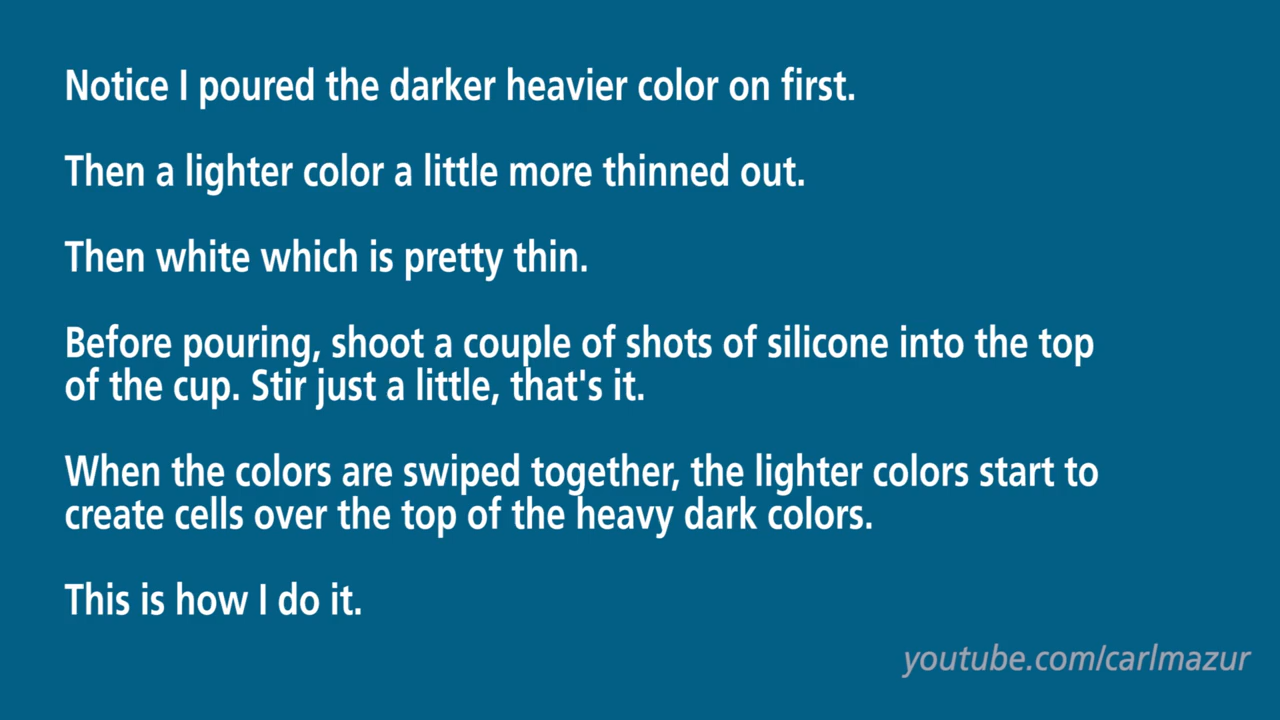 Notice I poured the darker heavier color on first.
Then a lighter color a little more thinned out.
Then white which is pretty thin.
Before pouring, shoot a couple of shots of silicone into the top
of the cup. Stir just a little, that's it.
When the colors are swiped together, the lighter colors start to
create cells over the top of the heavy dark colors.
This is how I do it.
youtube.com/carlmazur